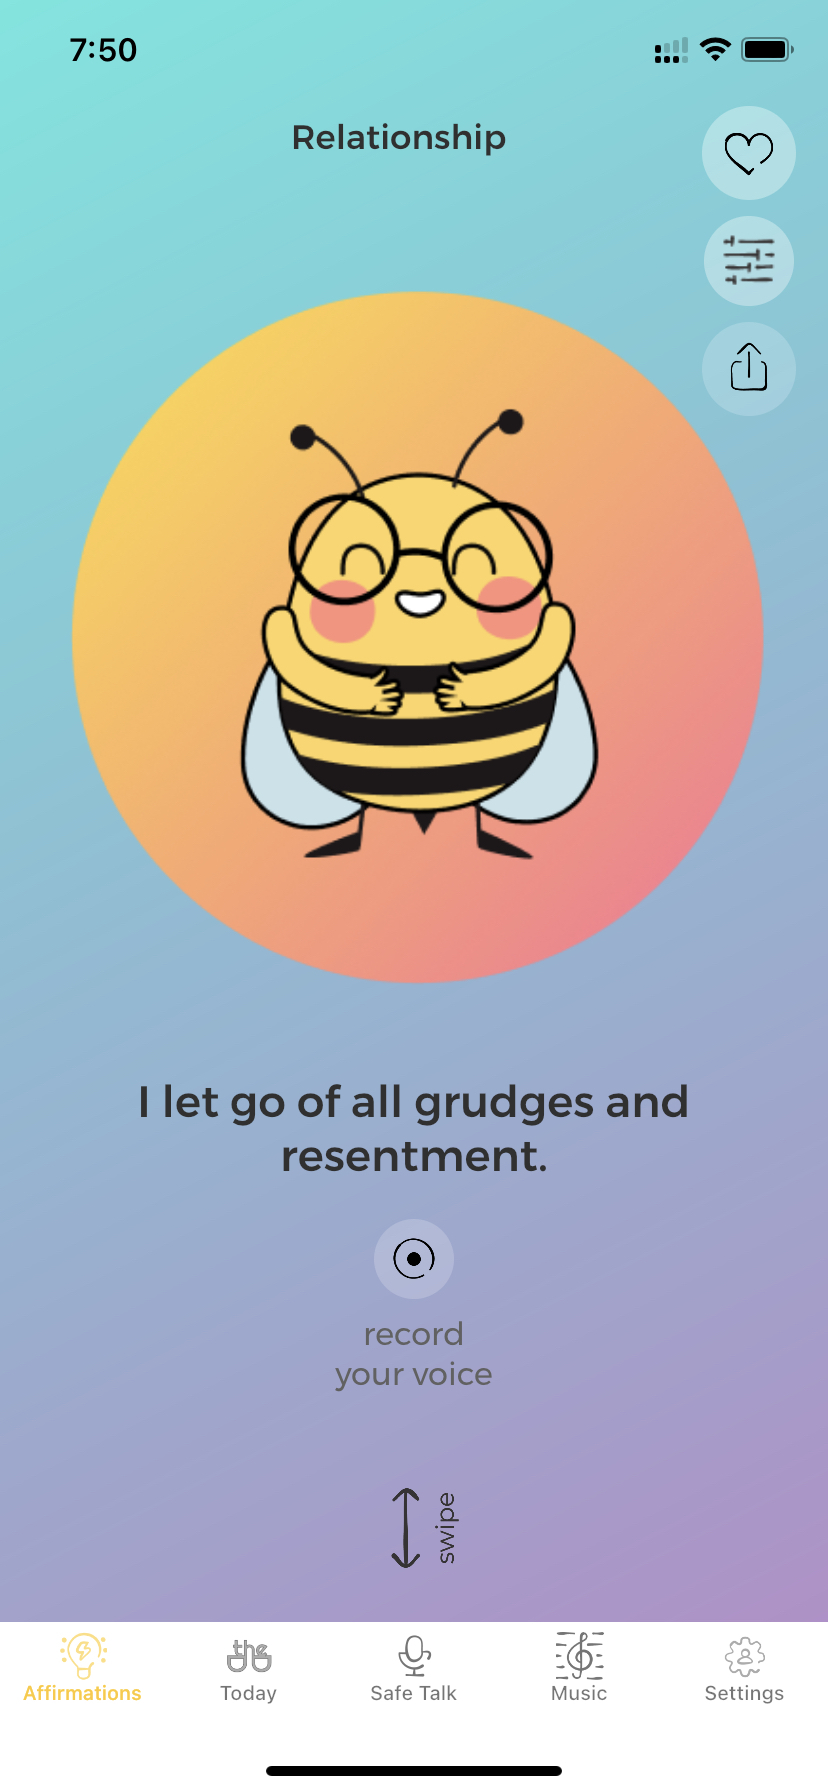 7:50
Relationship
I let go of all grudges and
resentment.
record
your voice
swipe
Affirmations
the
Today
Safe Talk
Music
Settings